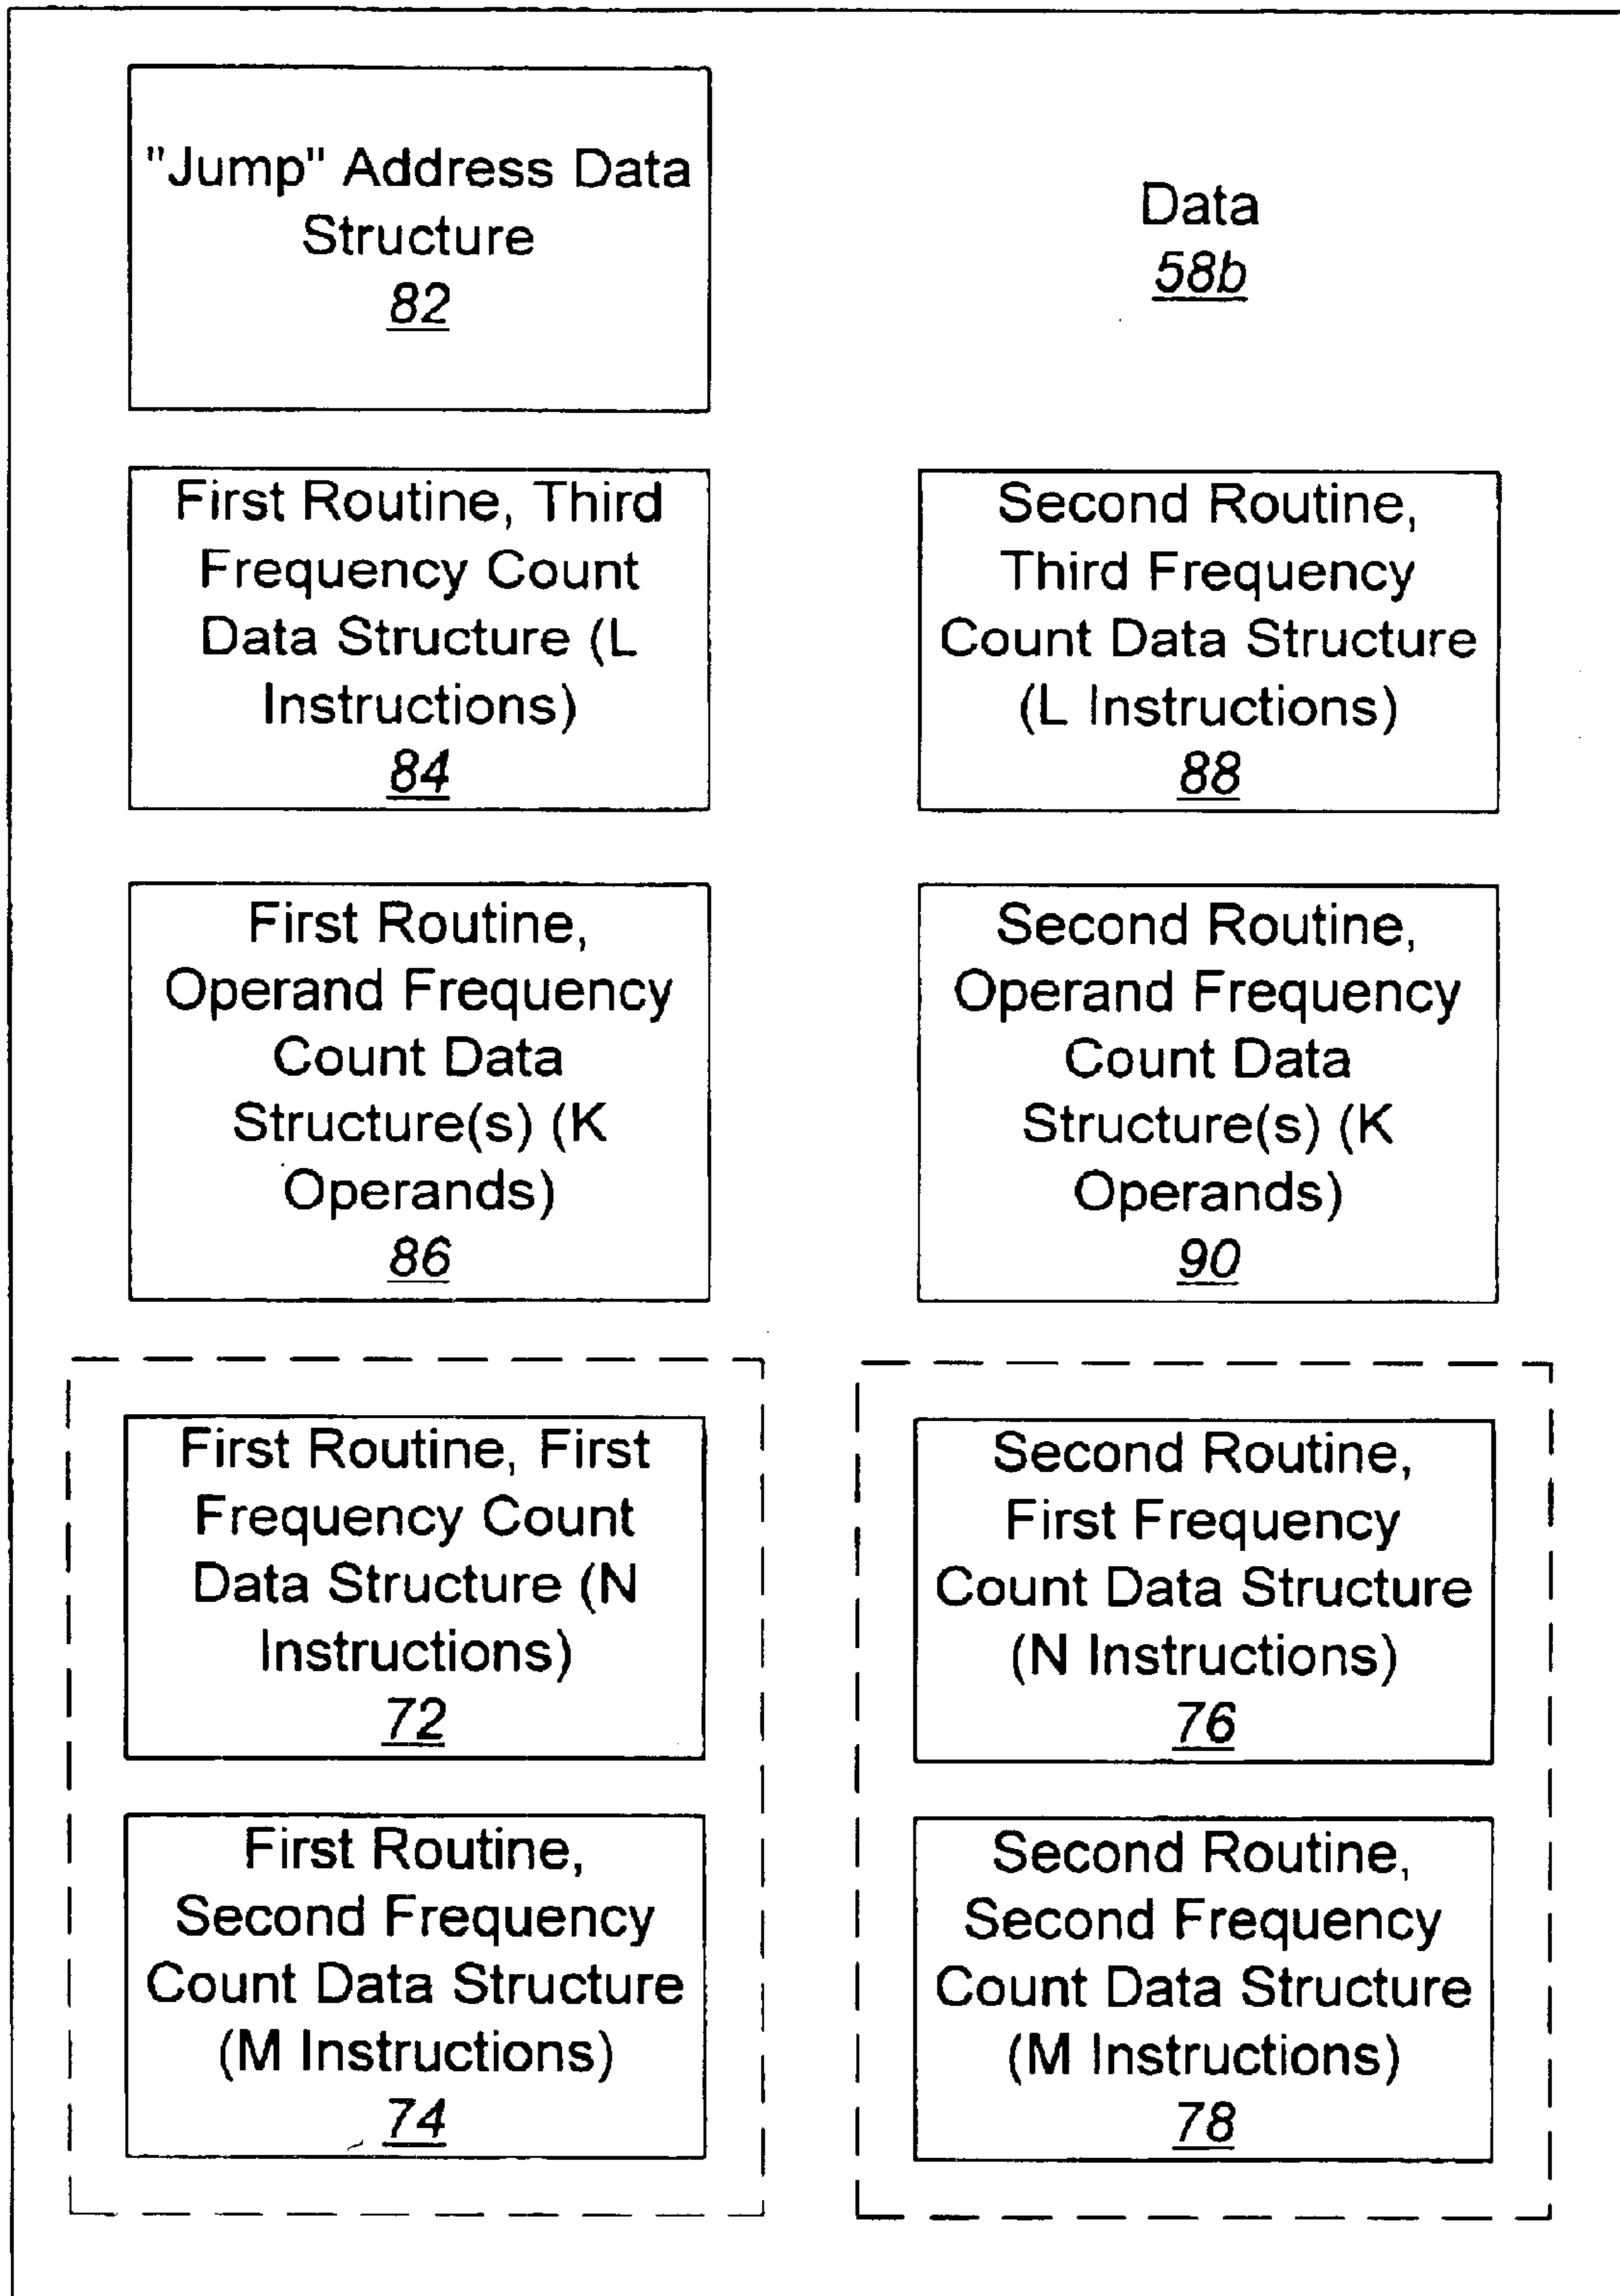 "Jump" Address Data
Structure
82
Data
58b
First Routine, Third
Frequency Count
Data Structure (L
Instructions)
84
Second Routine,
Third Frequency
Count Data Structure
(L Instructions)
88
First Routine,
Operand Frequency
Count Data
Structure(s) (K
Operands)
86
Second Routine,
Operand Frequency
Count Data
Structure(s) (K
Operands)
90
First Routine, First
Frequency Count
Data Structure (N
Instructions)
72
Second Routine,
First Frequency
Count Data Structure
(N Instructions)
76
First Routine,
Second Frequency
Count Data Structure
(M Instructions)
74
Second Routine,
Second Frequency
Count Data Structure
(M Instructions)
78